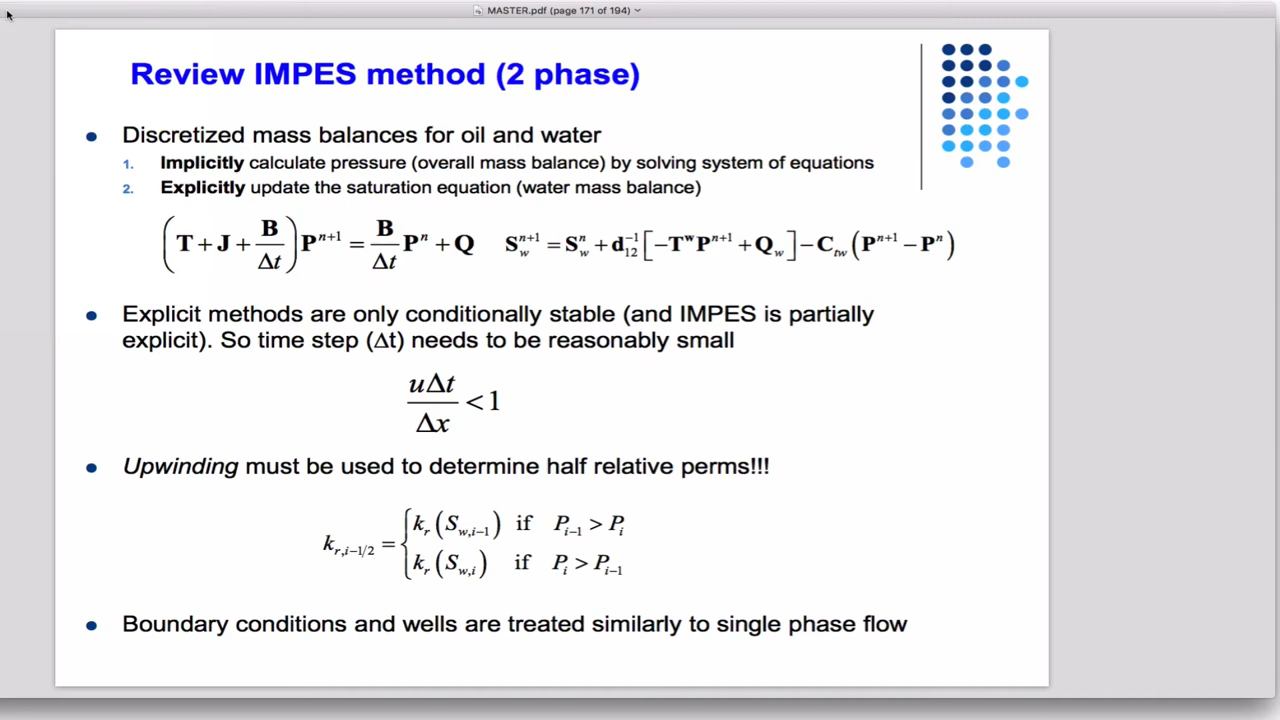 MASTER.pdf (page 171 of 194)
Review IMPES method (2 phase)
• Discretized mass balances for oil and water
1. Implicitly calculate pressure (overall mass balance) by solving system of equations
2. Explicitly update the saturation equation (water mass balance)
(T + J + B/Δt) P^{n+1} = B/Δt P^n + Q   S_w^{n+1} = S_w^n + d_{12}^{-1} [−T^w P^{n+1} + Q_w] − C_{tw} (P^{n+1} − P^n)
• Explicit methods are only conditionally stable (and IMPES is partially
explicit). So time step (Δt) needs to be reasonably small
uΔt/Δx < 1
• Upwinding must be used to determine half relative perms!!!
k_{r,i−1/2} = { k_r (S_{w,i−1}) if P_{i−1} > P_i
k_r (S_{w,i}) if P_i > P_{i−1}
• Boundary conditions and wells are treated similarly to single phase flow